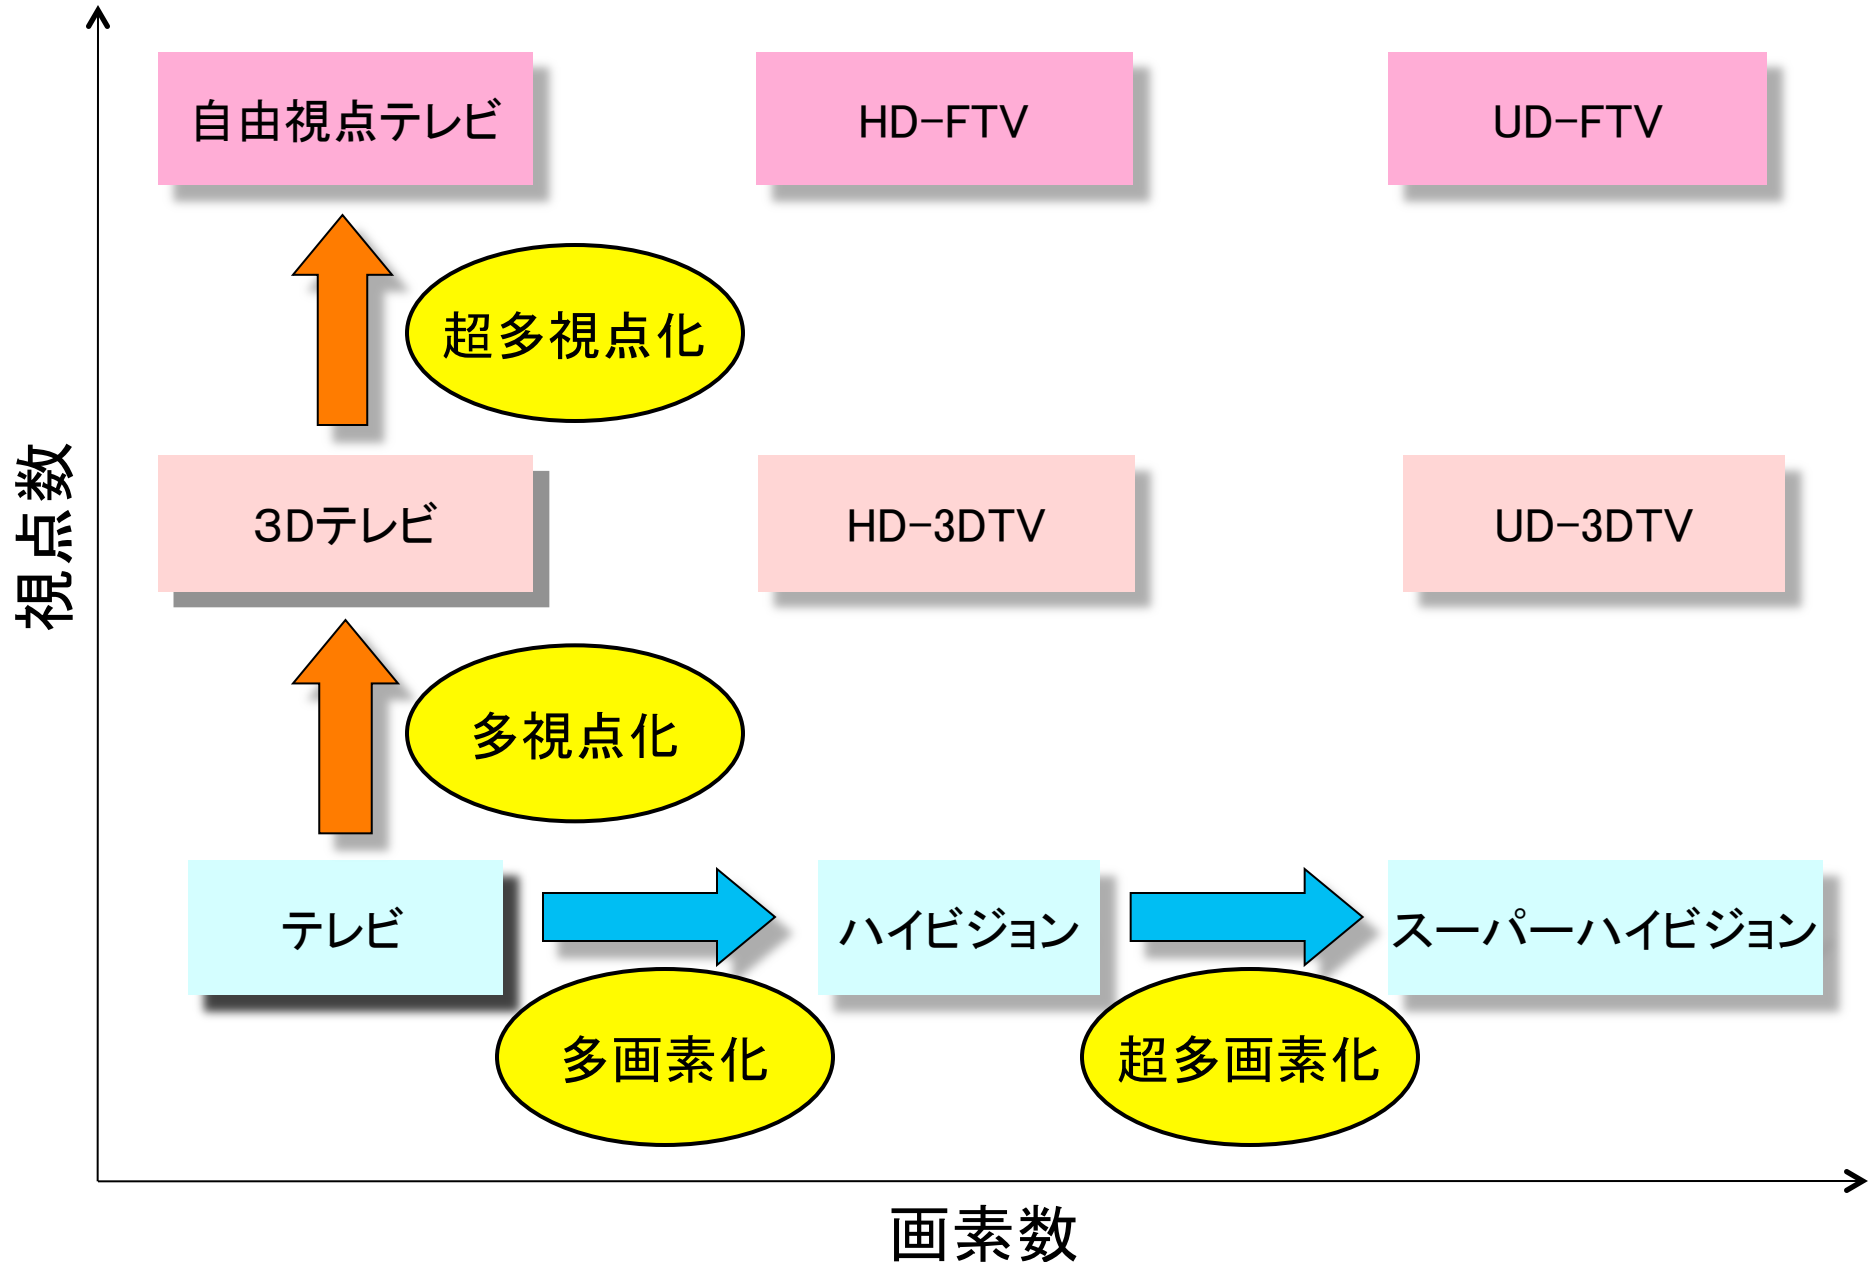 自由視点テレビ
HD-FTV
UD-FTV
超多視点化
視点数
３Dテレビ
HD-3DTV
UD-3DTV
多視点化
テレビ
ハイビジョン
スーパーハイビジョン
多画素化
超多画素化
画素数